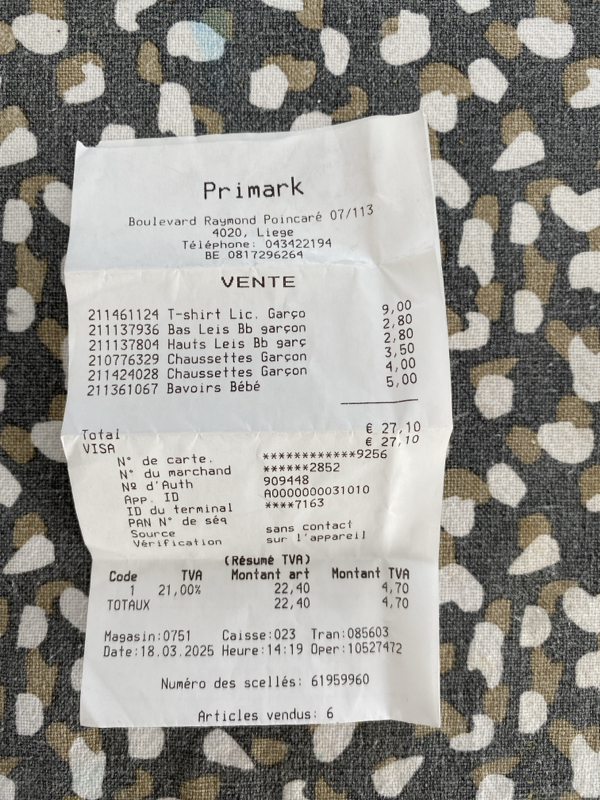 Primark
Boulevard Raymond Poincaré 07/113
4020, Liege
Téléphone: 043422194
BE 0817296264
VENTE
211461124 T-shirt Lic. Garço 9,00
211137936 Bas Leis Bb garçon 2,80
211137804 Hauts Leis Bb garç 2,80
210776329 Chaussettes Garçon 3,50
211424028 Chaussettes Garçon 4,00
211361067 Bavoirs Bébé 5,00
Total € 27,10
VISA € 27,10
N° de carte. ************9256
N° du marchand ******2852
Nº d'Auth 909448
App. ID A0000000031010
ID du terminal ****7163
PAN N° de séq
Source sans contact
Vérification sur l'appareil
(Résumé TVA)
Code TVA Montant art Montant TVA
1 21,00% 22,40 4,70
TOTAUX 22,40 4,70
Magasin:0751 Caisse:023 Tran:085603
Date:18.03.2025 Heure:14:19 Oper:10527472
Numéro des scellés: 61959960
Articles vendus: 6